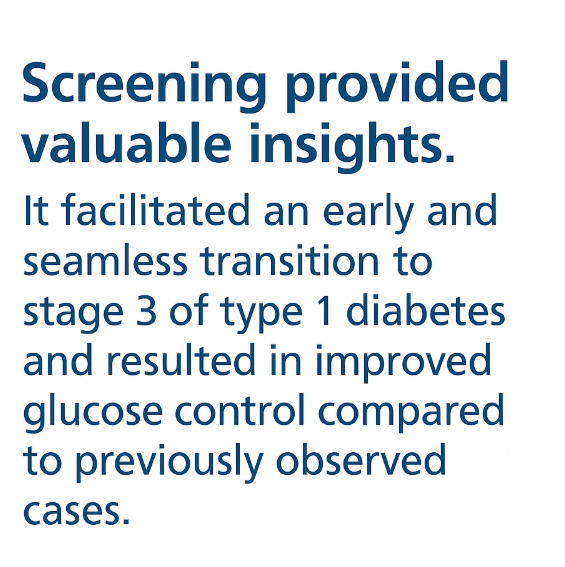 Screening provided
valuable insights.
It facilitated an early and
seamless transition to
stage 3 of type 1 diabetes
and resulted in improved
glucose control compared
to previously observed
cases.